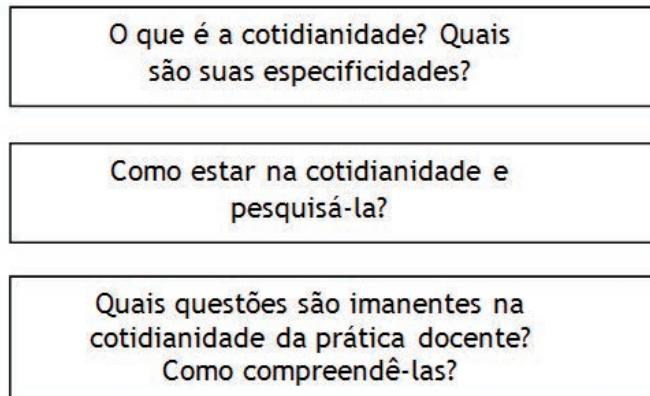 O que é a cotidianidade? Quais
são suas especificidades?
Como estar na cotidianidade e
pesquisá-la?
Quais questões são imanentes na
cotidianidade da prática docente?
Como compreendê-las?